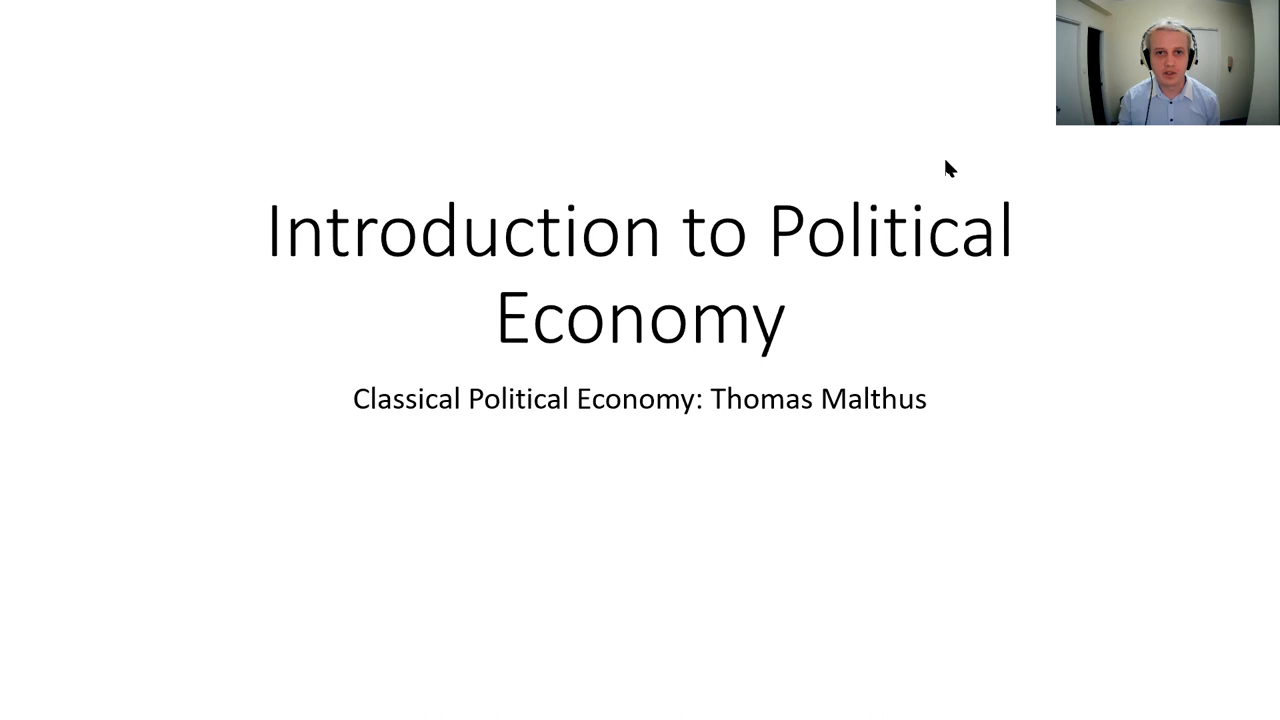 Introduction to Political
Economy
Classical Political Economy: Thomas Malthus